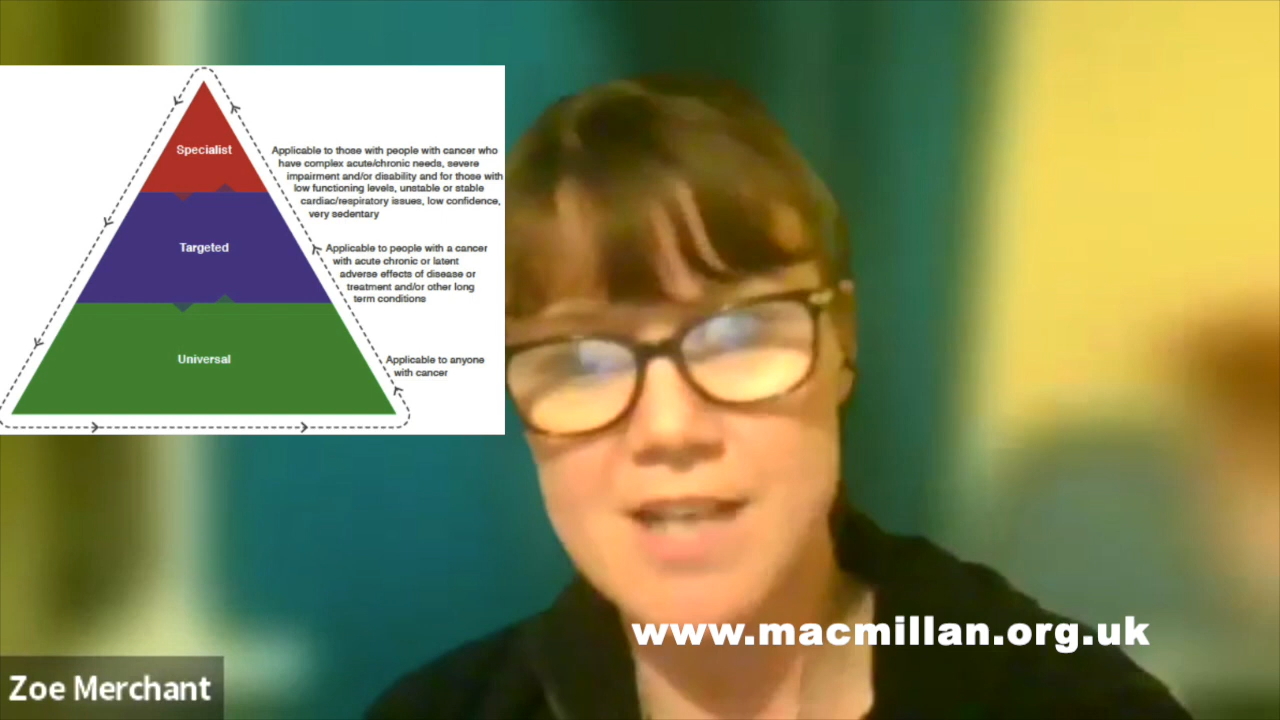 Specialist
Applicable to those with people with cancer who
have complex acute/chronic needs, severe
impairment and/or disability and for those with
low functioning levels, unstable or stable
cardiac/respiratory issues, low confidence,
very sedentary
Targeted
Applicable to people with a cancer
with acute chronic or latent
adverse effects of disease or
treatment and/or other long
term conditions
Universal
Applicable to anyone
with cancer
www.macmillan.org.uk
Zoe Merchant